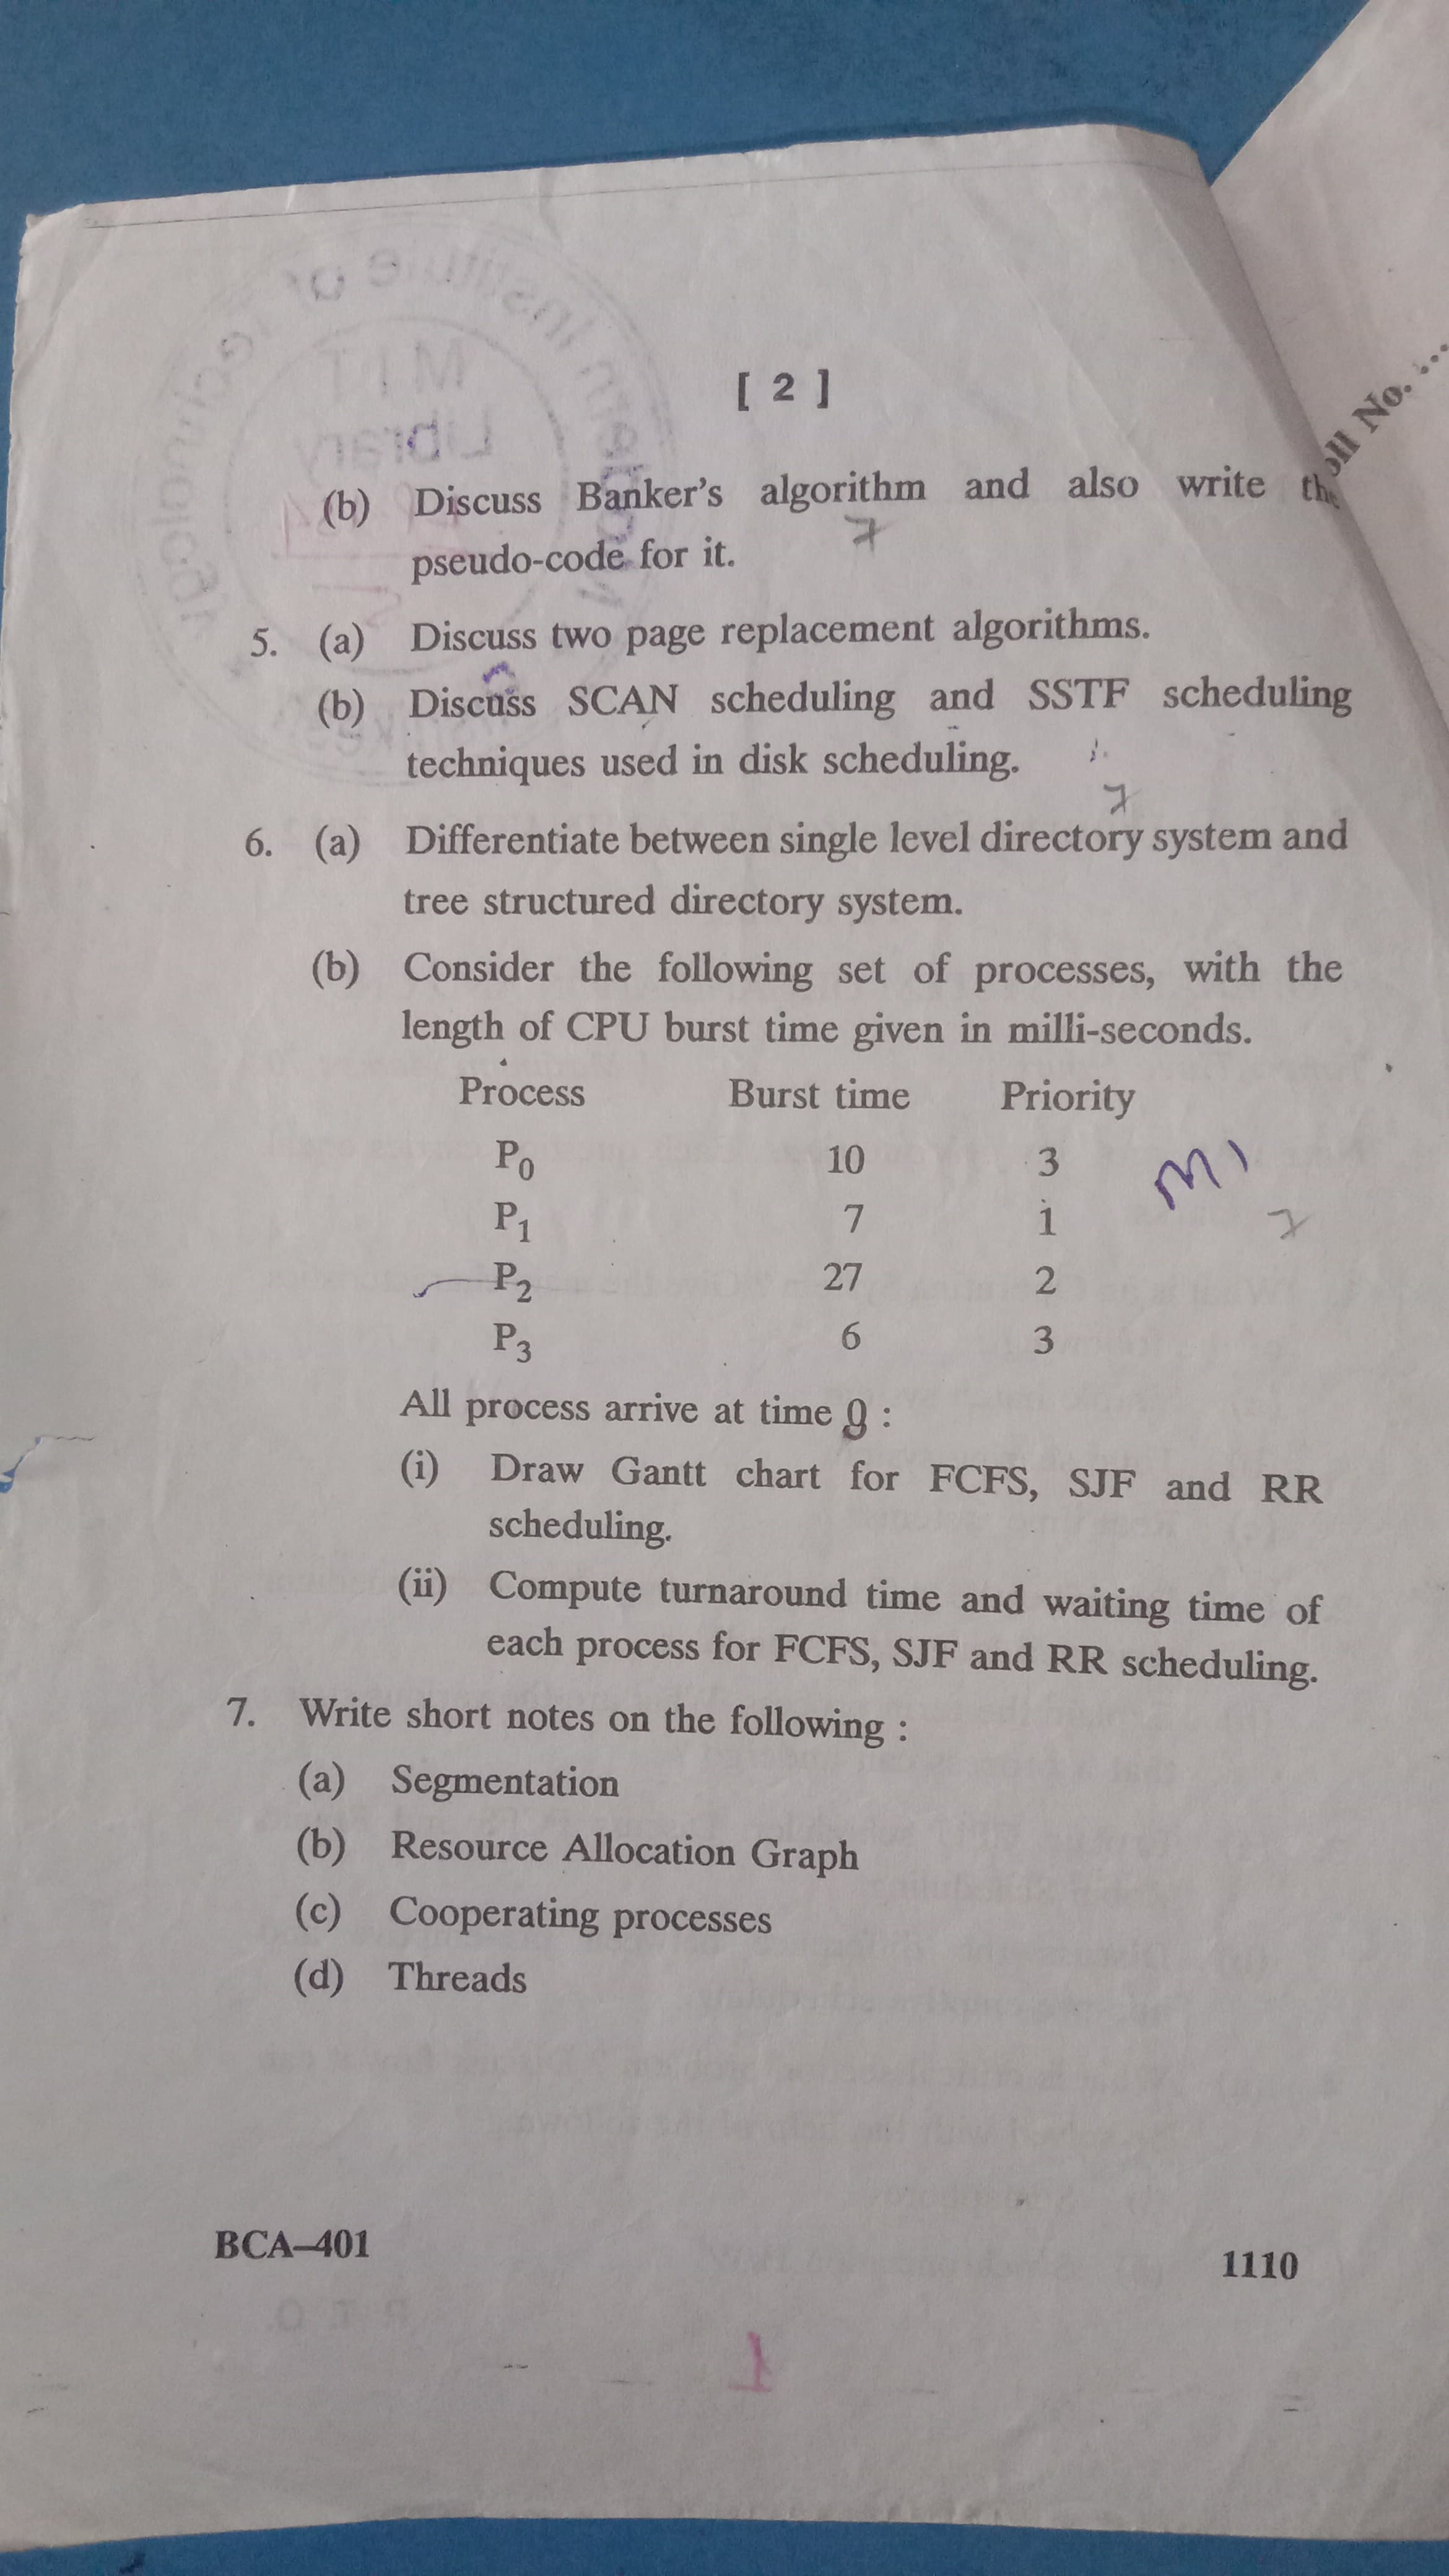 [ 2 ]
oll No. ...
(b) Discuss Banker's algorithm and also write the
pseudo-code for it.
7
5. (a) Discuss two page replacement algorithms.
(b) Discuss SCAN scheduling and SSTF scheduling
techniques used in disk scheduling.
7
6. (a) Differentiate between single level directory system and
tree structured directory system.
(b) Consider the following set of processes, with the
length of CPU burst time given in milli-seconds.
Process Burst time Priority
P0 10 3
P1 7 1
P2 27 2
P3 6 3
All process arrive at time 0 :
(i) Draw Gantt chart for FCFS, SJF and RR
scheduling.
(ii) Compute turnaround time and waiting time of
each process for FCFS, SJF and RR scheduling.
7. Write short notes on the following :
(a) Segmentation
(b) Resource Allocation Graph
(c) Cooperating processes
(d) Threads
BCA–401 1110
1